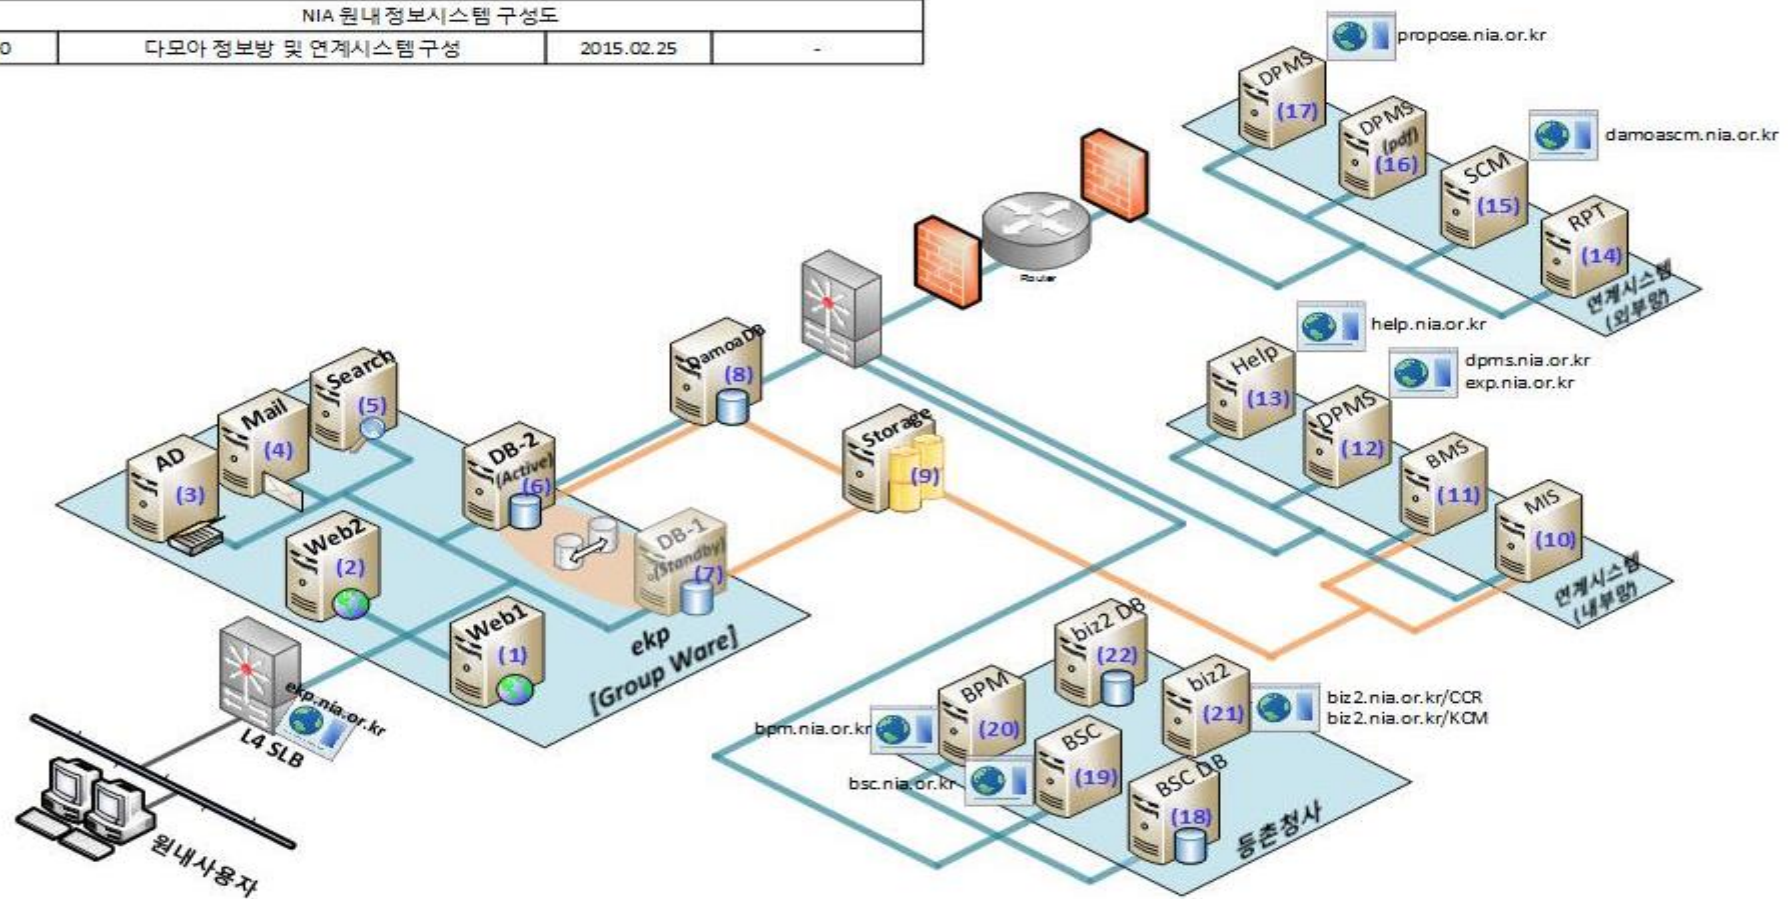 NIA 원내 정보시스템 구성도
0
다모아 정보방 및 연계시스템 구성
2015.02.25
-
propose.nia.or.kr
DPMS
(17)
DPMS
(pdf)
(16)
damoascm.nia.or.kr
SCM
(15)
RPT
(14)
연계시스템
(외부망)
Router
help.nia.or.kr
Help
(13)
dpms.nia.or.kr
exp.nia.or.kr
DPMS
(12)
BMS
(11)
MIS
(10)
연계시스템
(내부망)
DamoaDB
(8)
Storage
(9)
Search
(5)
Mail
(4)
AD
(3)
DB-2
(Active)
(6)
DB-1
(Standby)
(7)
Web2
(2)
Web1
(1)
ekp
[Group Ware]
ekp.nia.or.kr
L4 SLB
원내사용자
biz2 DB
(22)
biz2
(21)
biz2.nia.or.kr/CCR
biz2.nia.or.kr/KCM
BPM
(20)
bpm.nia.or.kr
BSC
(19)
bsc.nia.or.kr
BSC DB
(18)
등촌청사